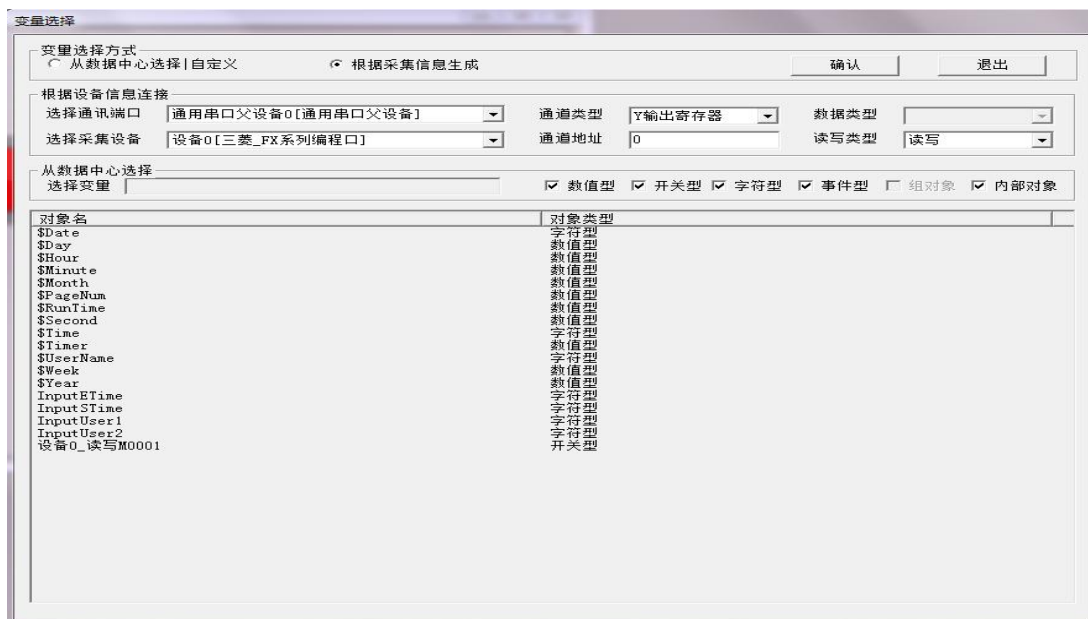 变量选择
变量选择方式
从数据中心选择|自定义 根据采集信息生成 确认 退出
根据设备信息连接
选择通讯端口 通用串口父设备0[通用串口父设备] 通道类型 Y输出寄存器 数据类型
选择采集设备 设备0[三菱_FX系列编程口] 通道地址 0 读写类型 读写
从数据中心选择
选择变量 数值型 开关型 字符型 事件型 组对象 内部对象
对象名 对象类型
$Date 字符型
$Day 数值型
$Hour 数值型
$Minute 数值型
$Month 数值型
$PageNum 数值型
$RunTime 数值型
$Second 数值型
$Time 字符型
$Timer 数值型
$UserName 字符型
$Week 数值型
$Year 数值型
InputETime 字符型
InputSTime 字符型
InputUser1 字符型
InputUser2 字符型
设备0_读写M0001 开关型